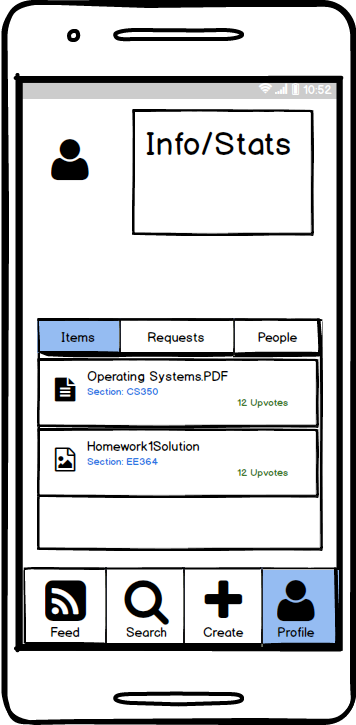 10:52
Info/Stats
Items Requests People
Operating Systems.PDF
Section: CS350
12 Upvotes
Homework1Solution
Section: EE364
12 Upvotes
Feed Search Create Profile